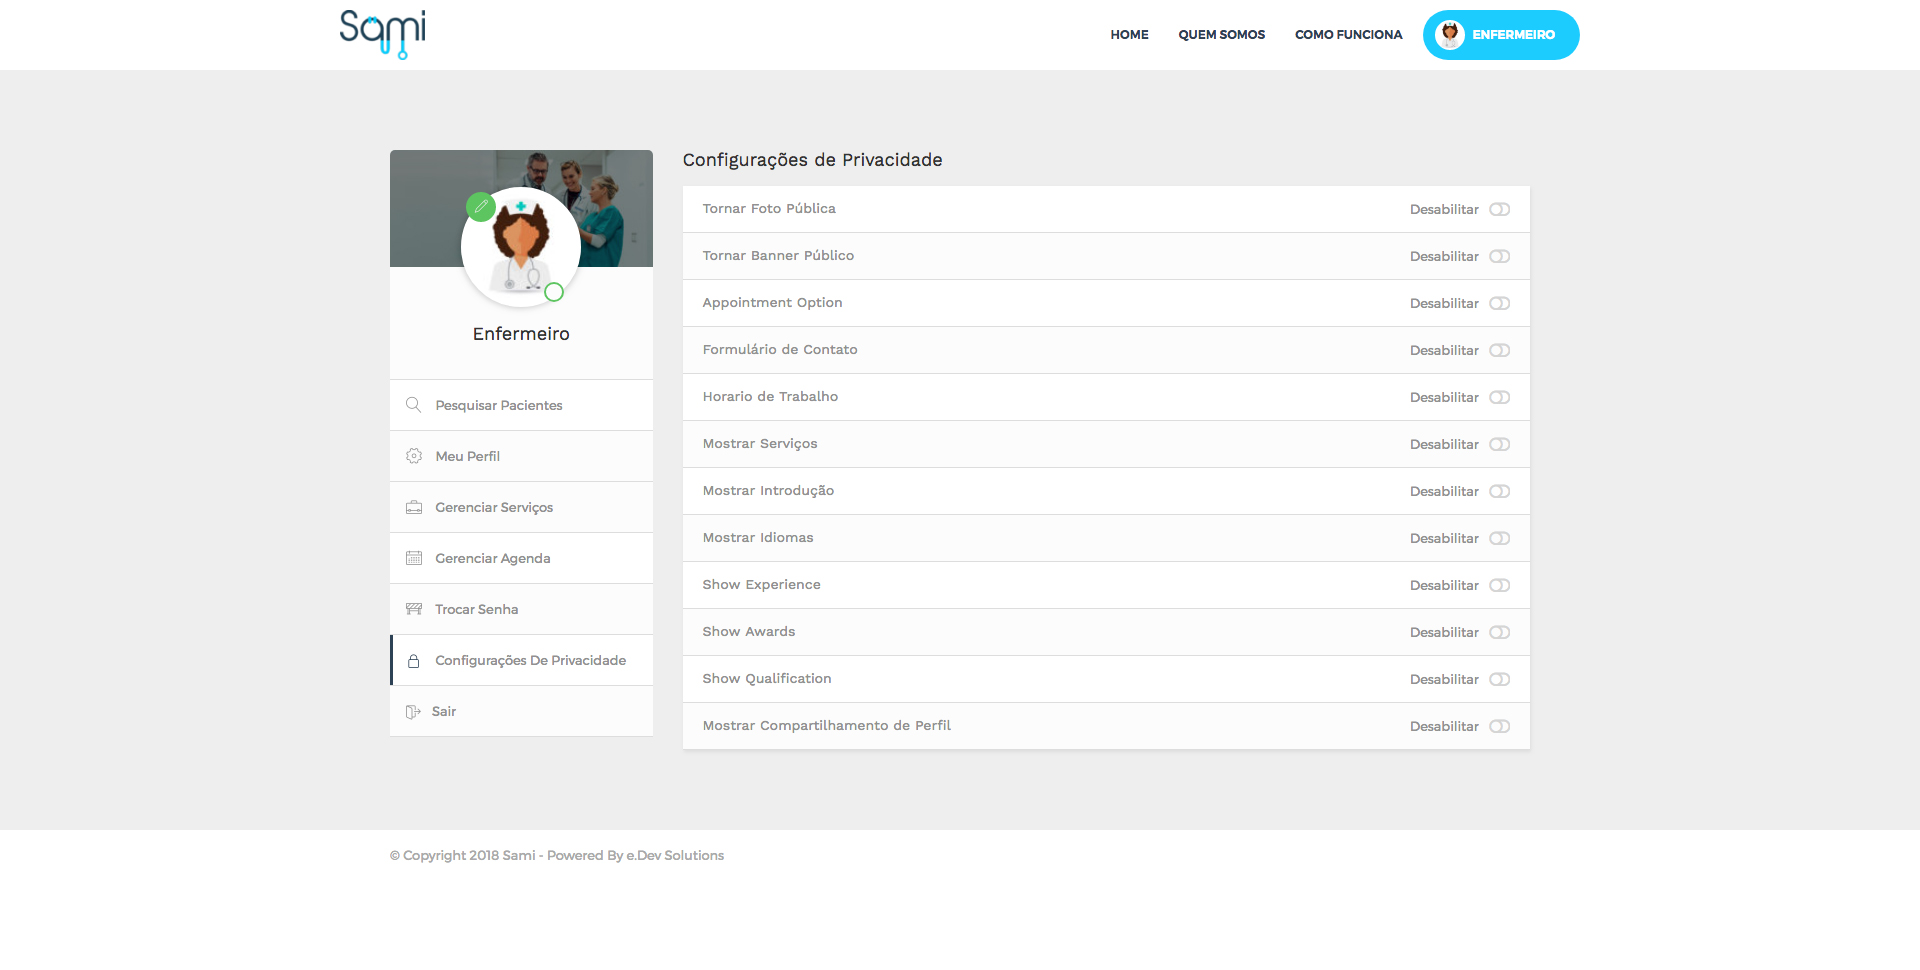 Sami
HOME
QUEM SOMOS
COMO FUNCIONA
ENFERMEIRO
Enfermeiro
Pesquisar Pacientes
Meu Perfil
Gerenciar Serviços
Gerenciar Agenda
Trocar Senha
Configurações De Privacidade
Sair
Configurações de Privacidade
Tornar Foto Pública Desabilitar
Tornar Banner Público Desabilitar
Appointment Option Desabilitar
Formulário de Contato Desabilitar
Horario de Trabalho Desabilitar
Mostrar Serviços Desabilitar
Mostrar Introdução Desabilitar
Mostrar Idiomas Desabilitar
Show Experience Desabilitar
Show Awards Desabilitar
Show Qualification Desabilitar
Mostrar Compartilhamento de Perfil Desabilitar
© Copyright 2018 Sami - Powered By e.Dev Solutions